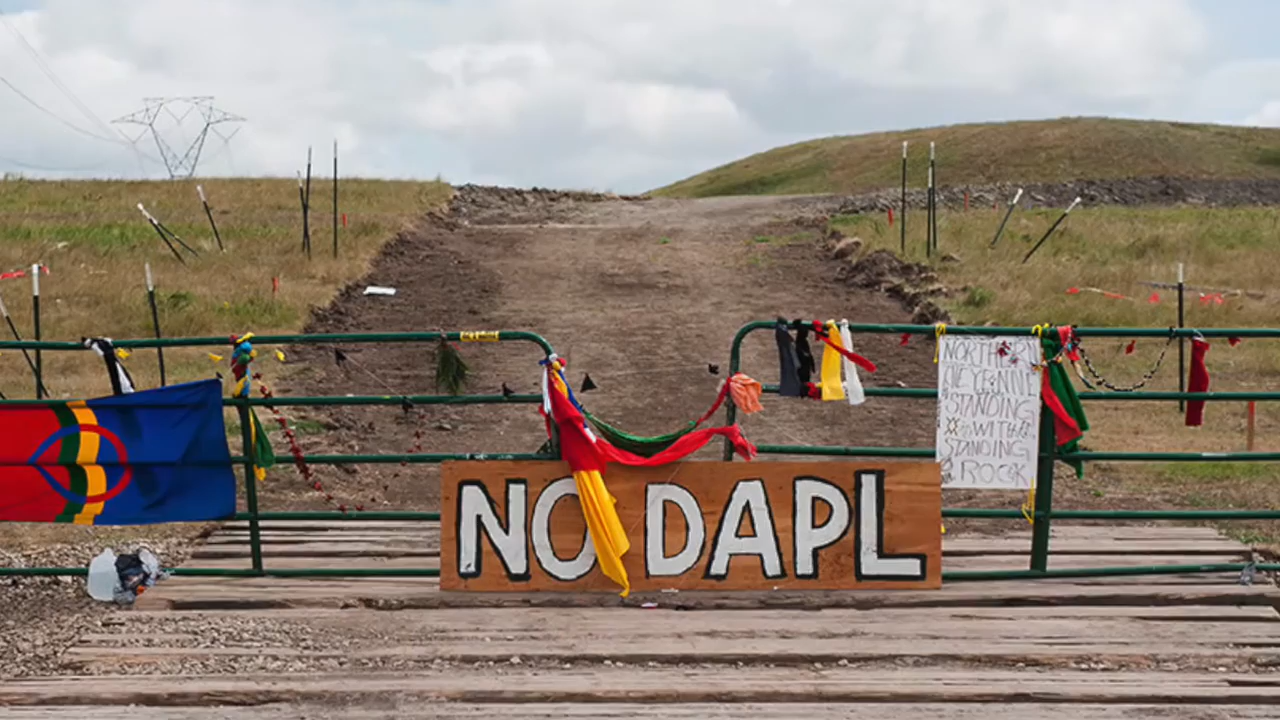 NO DAPL
NORTHERN
CHEYENNE
STANDING
WITH
STANDING
ROCK